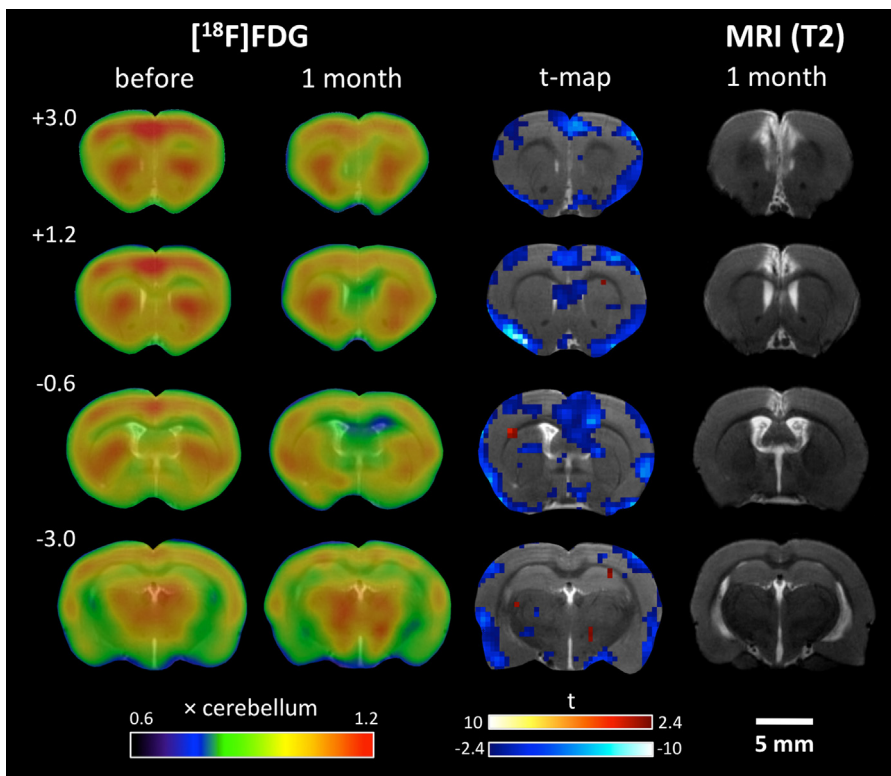 [¹⁸F]FDG MRI (T2)
before 1 month t-map 1 month
+3.0
+1.2
-0.6
-3.0
× cerebellum t
0.6 1.2 10 2.4
-2.4 -10 5 mm